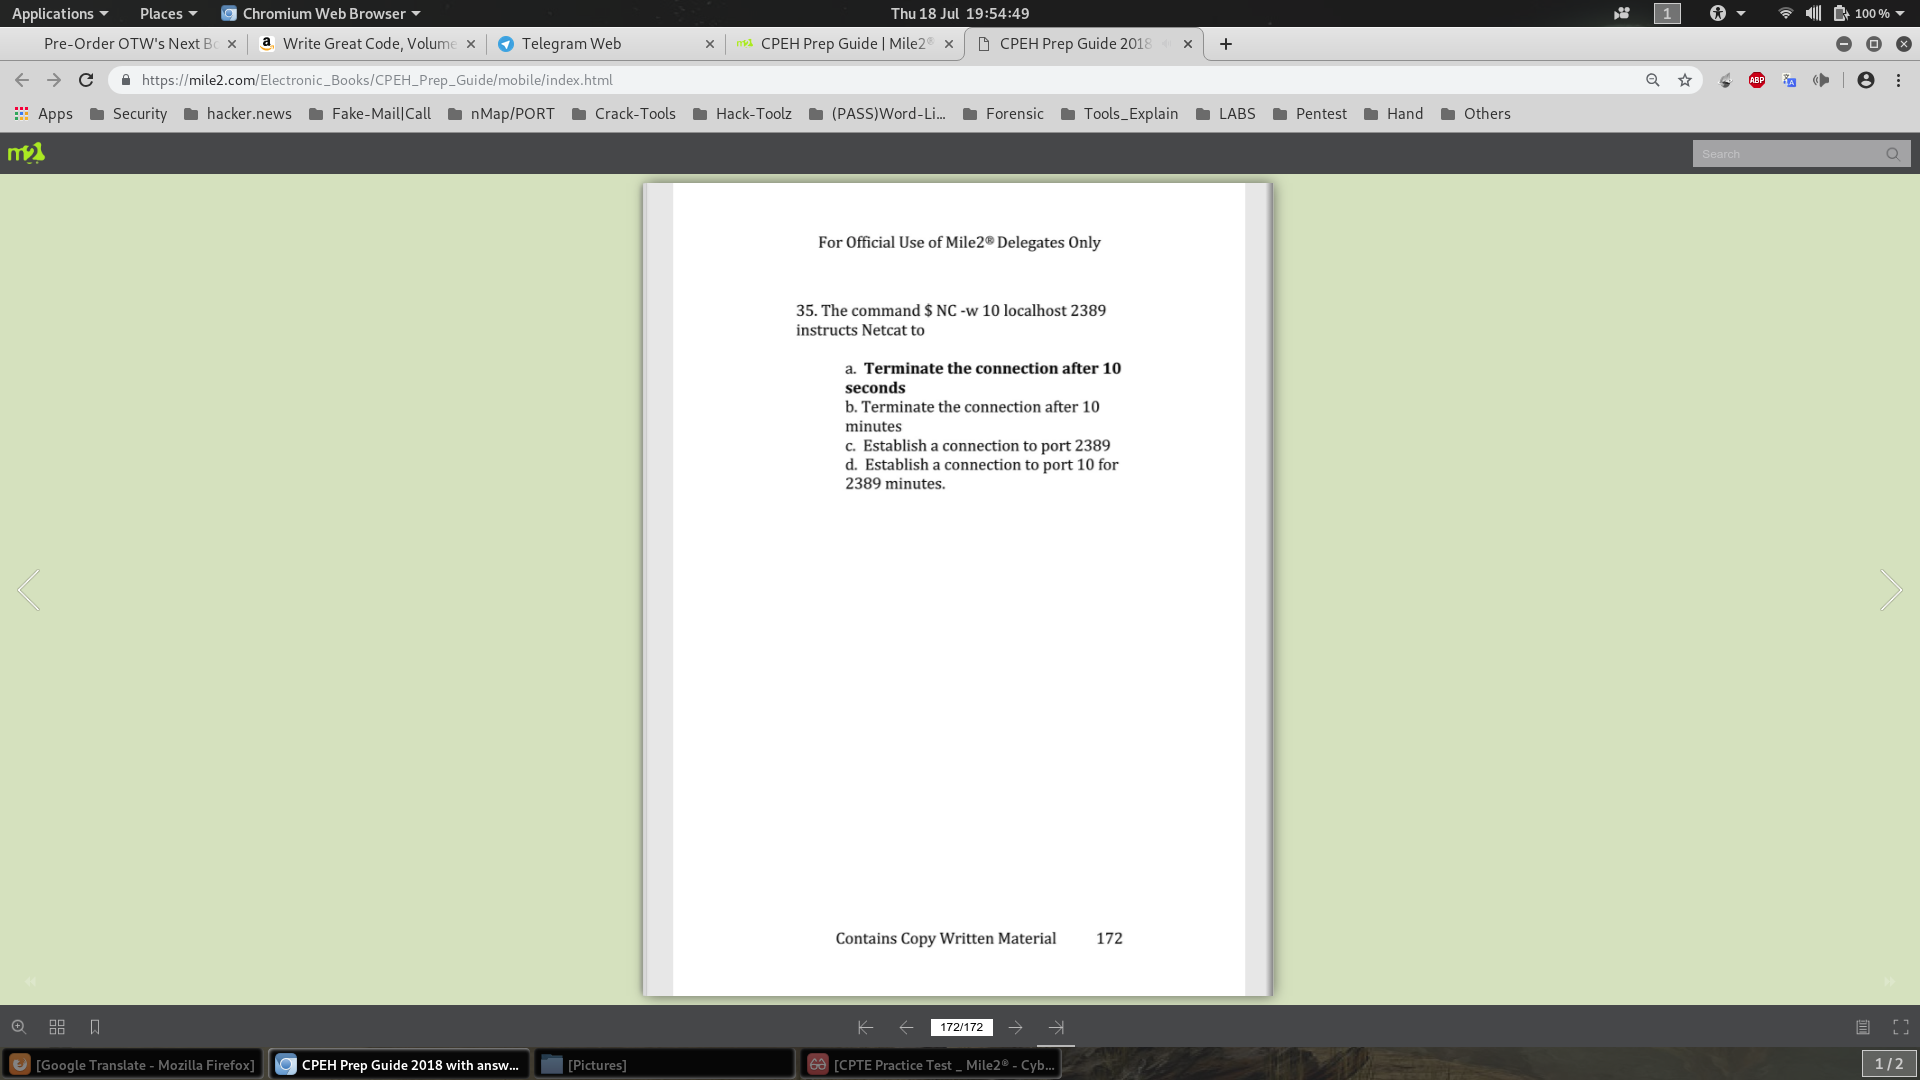 Applications Places Chromium Web Browser Thu 18 Jul 19:54:49 1 100 %
Pre-Order OTW's Next Bo Write Great Code, Volume Telegram Web CPEH Prep Guide | Mile2® CPEH Prep Guide 2018
https://mile2.com/Electronic_Books/CPEH_Prep_Guide/mobile/index.html ABP
Apps Security hacker.news Fake-Mail|Call nMap/PORT Crack-Tools Hack-Toolz (PASS)Word-Li... Forensic Tools_Explain LABS Pentest Hand Others
m2 Search
For Official Use of Mile2® Delegates Only
35. The command $ NC -w 10 localhost 2389
instructs Netcat to
a. Terminate the connection after 10
seconds
b. Terminate the connection after 10
minutes
c. Establish a connection to port 2389
d. Establish a connection to port 10 for
2389 minutes.
Contains Copy Written Material 172
172/172
[Google Translate - Mozilla Firefox] CPEH Prep Guide 2018 with answ... [Pictures] [CPTE Practice Test _ Mile2® - Cyb... 1 / 2